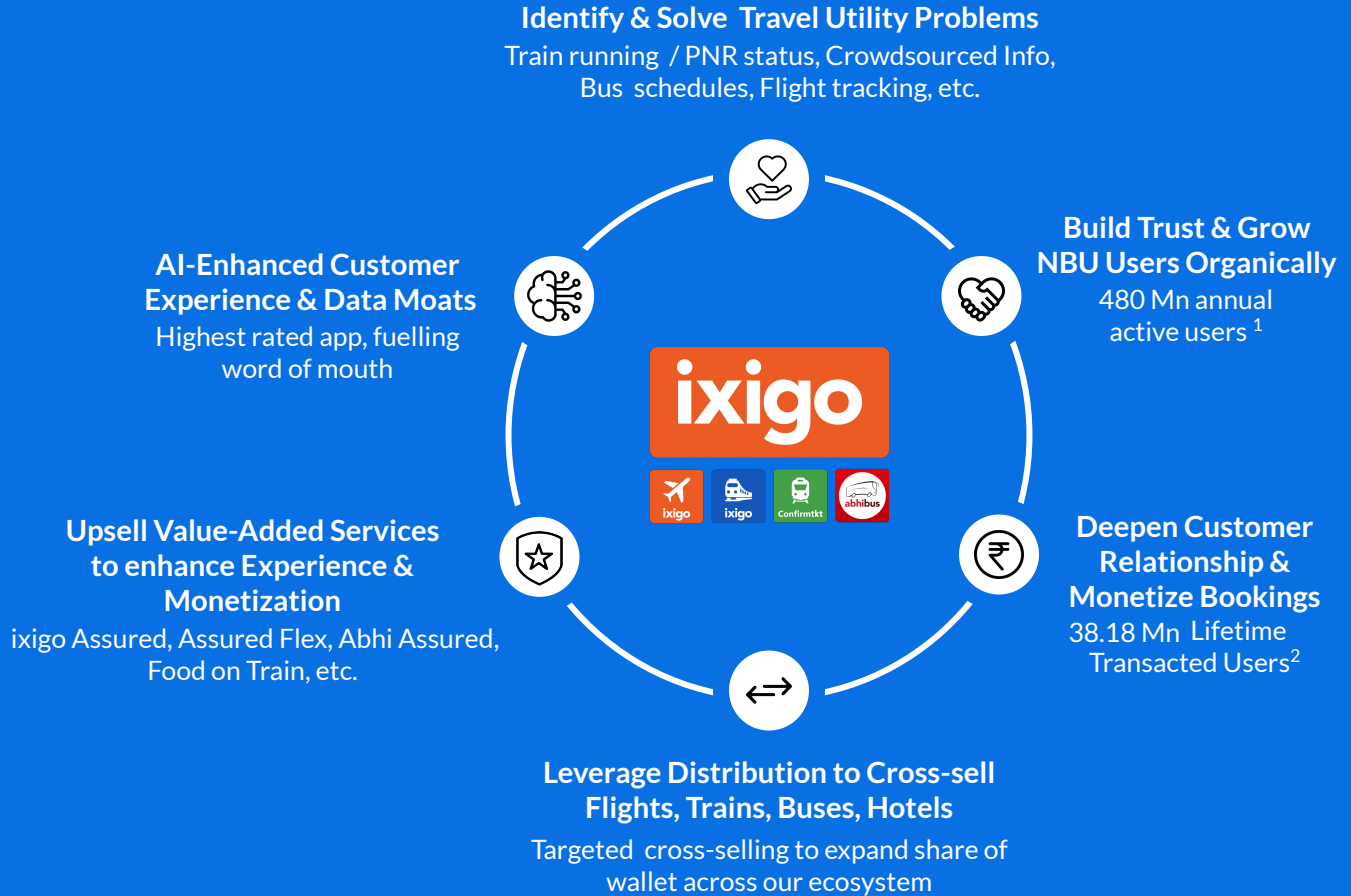 Identify & Solve Travel Utility Problems
Train running / PNR status, Crowdsourced Info,
Bus schedules, Flight tracking, etc.
Build Trust & Grow
NBU Users Organically
480 Mn annual
active users 1
Deepen Customer
Relationship &
Monetize Bookings
38.18 Mn Lifetime
Transacted Users2
Leverage Distribution to Cross-sell
Flights, Trains, Buses, Hotels
Targeted cross-selling to expand share of
wallet across our ecosystem
Upsell Value-Added Services
to enhance Experience &
Monetization
ixigo Assured, Assured Flex, Abhi Assured,
Food on Train, etc.
AI-Enhanced Customer
Experience & Data Moats
Highest rated app, fuelling
word of mouth
ixigo
ixigo
ixigo
Confirmtkt
abhibus
₹